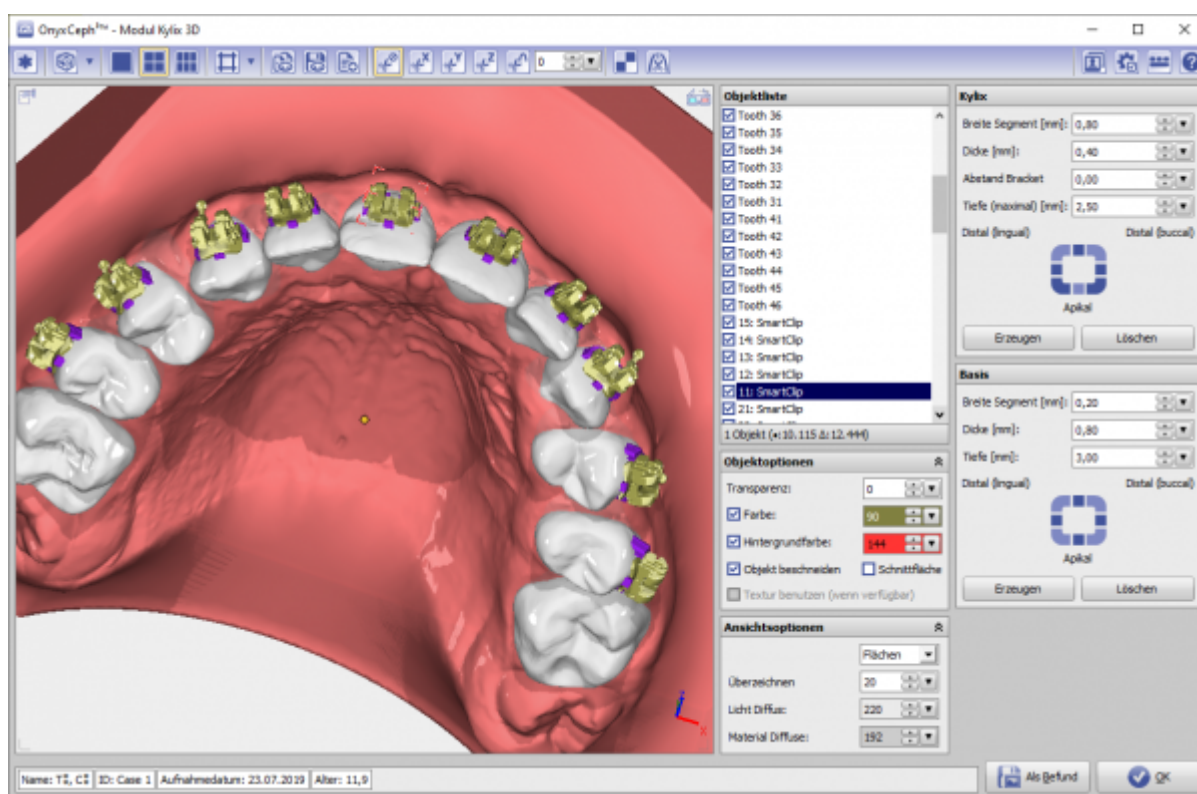 OnyxCeph³™ - Modul Kylix 3D
0
Objektliste
Tooth 36
Tooth 35
Tooth 34
Tooth 33
Tooth 32
Tooth 31
Tooth 41
Tooth 42
Tooth 43
Tooth 44
Tooth 45
Tooth 46
15: SmartClip
14: SmartClip
13: SmartClip
12: SmartClip
11: SmartClip
21: SmartClip
1 Objekt (•:10.115 Δ:12.444)
Objektoptionen
Transparenz: 0
Farbe: 90
Hintergrundfarbe: 144
Objekt beschneiden Schnittfläche
Textur benutzen (wenn verfügbar)
Ansichtsoptionen
Flächen
Überzeichnen 20
Licht Diffus: 220
Material Diffuse: 192
Kylix
Breite Segment [mm]: 0,80
Dicke [mm]: 0,40
Abstand Bracket 0,00
Tiefe (maximal) [mm]: 2,50
Distal (lingual) Distal (buccal)
Apikal
Erzeugen Löschen
Basis
Breite Segment [mm]: 0,20
Dicke [mm]: 0,80
Tiefe [mm]: 3,00
Distal (lingual) Distal (buccal)
Apikal
Erzeugen Löschen
z
x
Name: ID: Case 1 Aufnahmedatum: 23.07.2019 Alter: 11,9
Als Befund OK